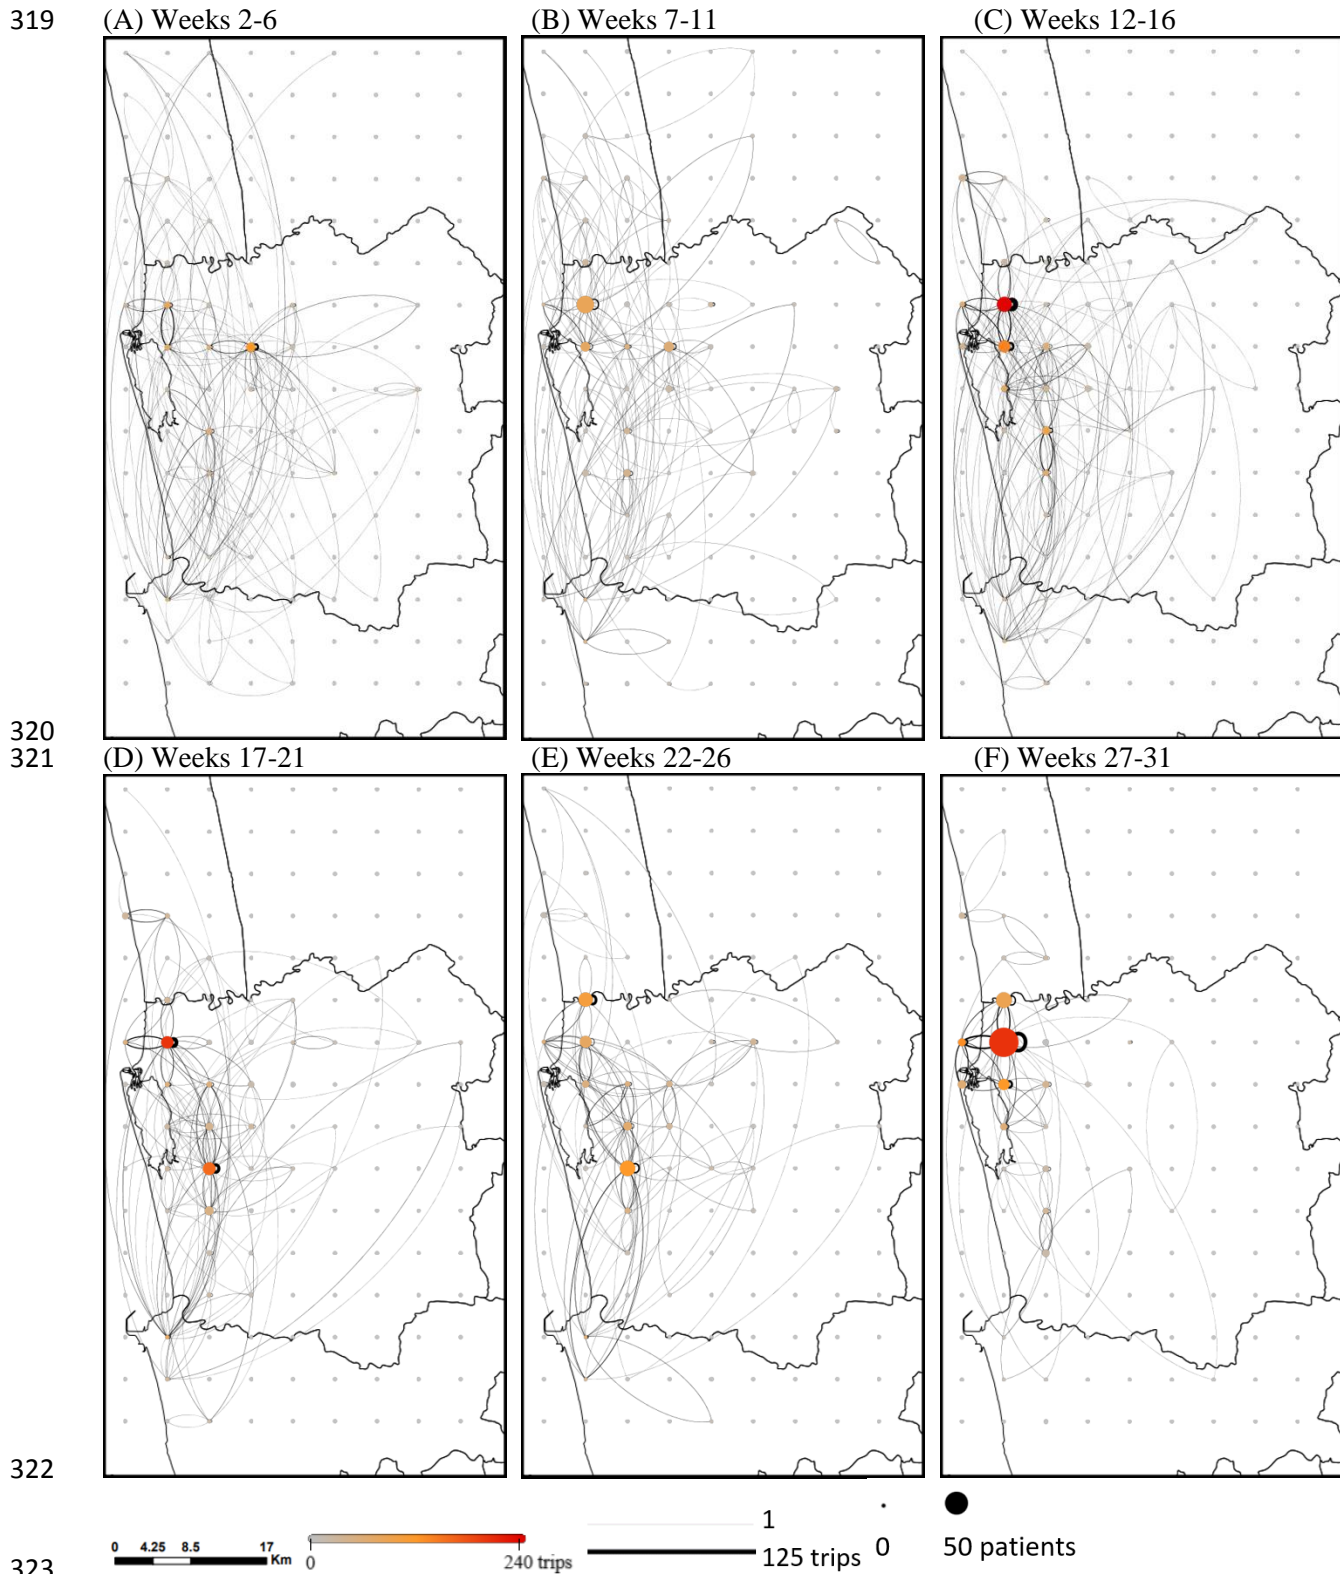 319 (A) Weeks 2-6 (B) Weeks 7-11 (C) Weeks 12-16
320
321 (D) Weeks 17-21 (E) Weeks 22-26 (F) Weeks 27-31
322
1
0 4.25 8.5 17 Km 0 240 trips 125 trips 0 50 patients
323